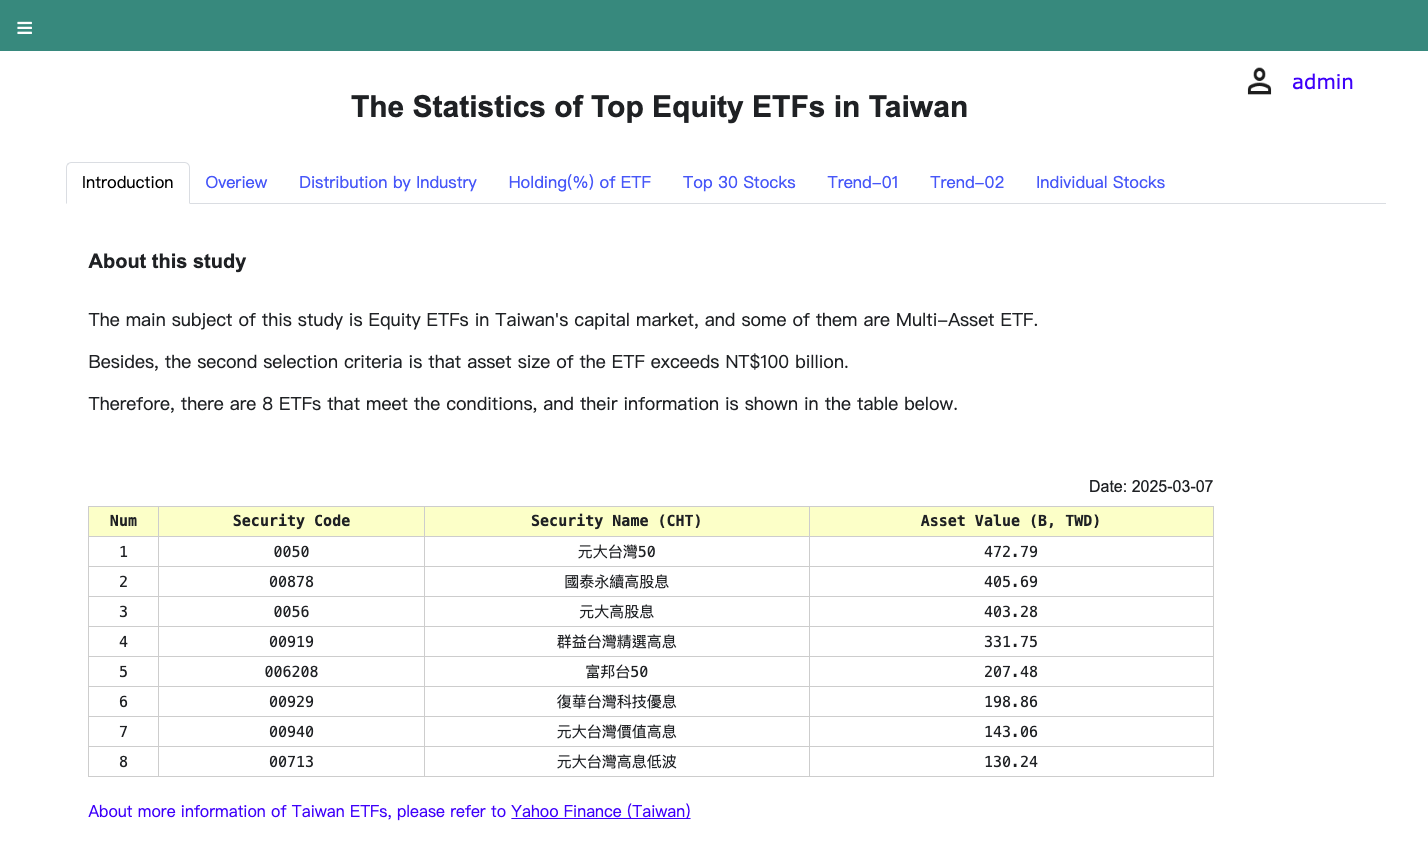 admin
The Statistics of Top Equity ETFs in Taiwan
Introduction Overiew Distribution by Industry Holding(%) of ETF Top 30 Stocks Trend-01 Trend-02 Individual Stocks
About this study
The main subject of this study is Equity ETFs in Taiwan's capital market, and some of them are Multi-Asset ETF.
Besides, the second selection criteria is that asset size of the ETF exceeds NT$100 billion.
Therefore, there are 8 ETFs that meet the conditions, and their information is shown in the table below.
Date: 2025-03-07
Num Security Code Security Name (CHT) Asset Value (B, TWD)
1 0050 元大台灣50 472.79
2 00878 國泰永續高股息 405.69
3 0056 元大高股息 403.28
4 00919 群益台灣精選高息 331.75
5 006208 富邦台50 207.48
6 00929 復華台灣科技優息 198.86
7 00940 元大台灣價值高息 143.06
8 00713 元大台灣高息低波 130.24
About more information of Taiwan ETFs, please refer to Yahoo Finance (Taiwan)